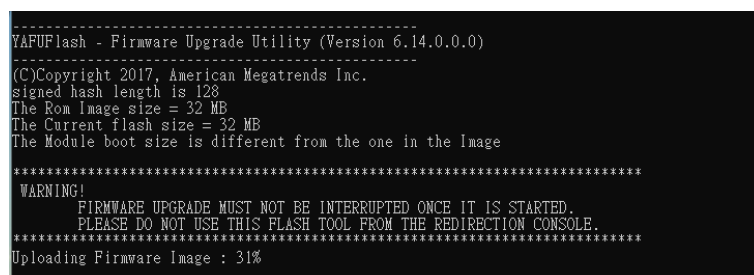 --------------------------------------------------
YAFUFlash - Firmware Upgrade Utility (Version 6.14.0.0.0)
--------------------------------------------------
(C)Copyright 2017, American Megatrends Inc.
signed hash length is 128
The Rom Image size = 32 MB
The Current flash size = 32 MB
The Module boot size is different from the one in the Image
******************************************************************************
WARNING!
FIRMWARE UPGRADE MUST NOT BE INTERRUPTED ONCE IT IS STARTED.
PLEASE DO NOT USE THIS FLASH TOOL FROM THE REDIRECTION CONSOLE.
******************************************************************************
Uploading Firmware Image : 31%